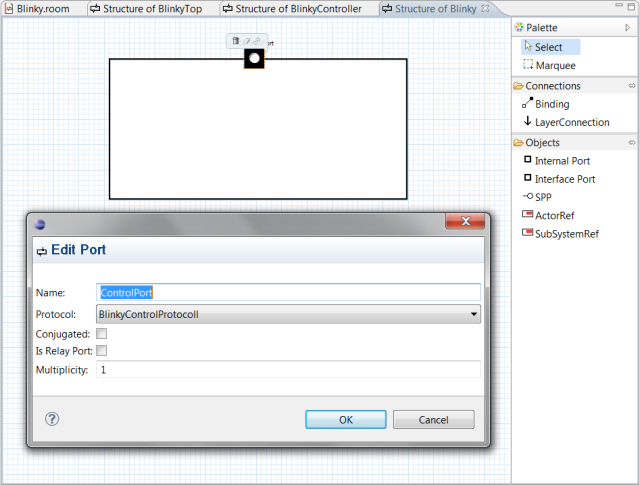 Blinky.room
Structure of BlinkyTop
Structure of BlinkyController
Structure of Blinky
Palette
Select
Marquee
Connections
Binding
LayerConnection
Objects
Internal Port
Interface Port
SPP
ActorRef
SubSystemRef
Edit Port
Name: ControlPort
Protocol: BlinkyControlProtocoll
Conjugated:
Is Relay Port:
Multiplicity: 1
?
OK Cancel